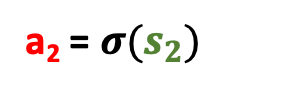 a₂ = σ(s₂)